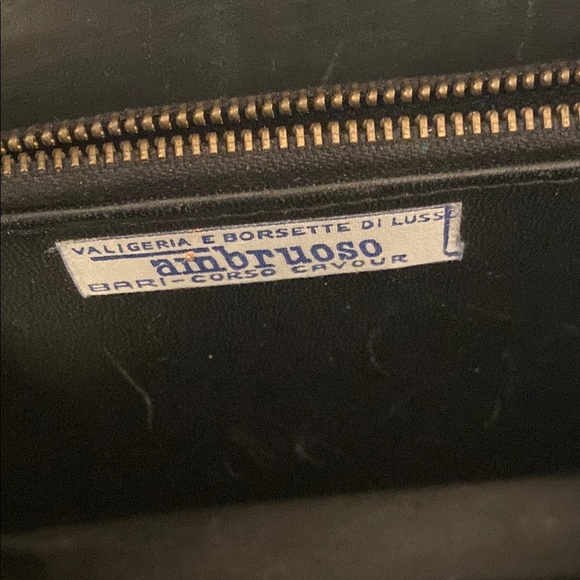 VALIGERIA E BORSETTE DI LUSSO
ambruoso
BARI-CORSO CAVOUR